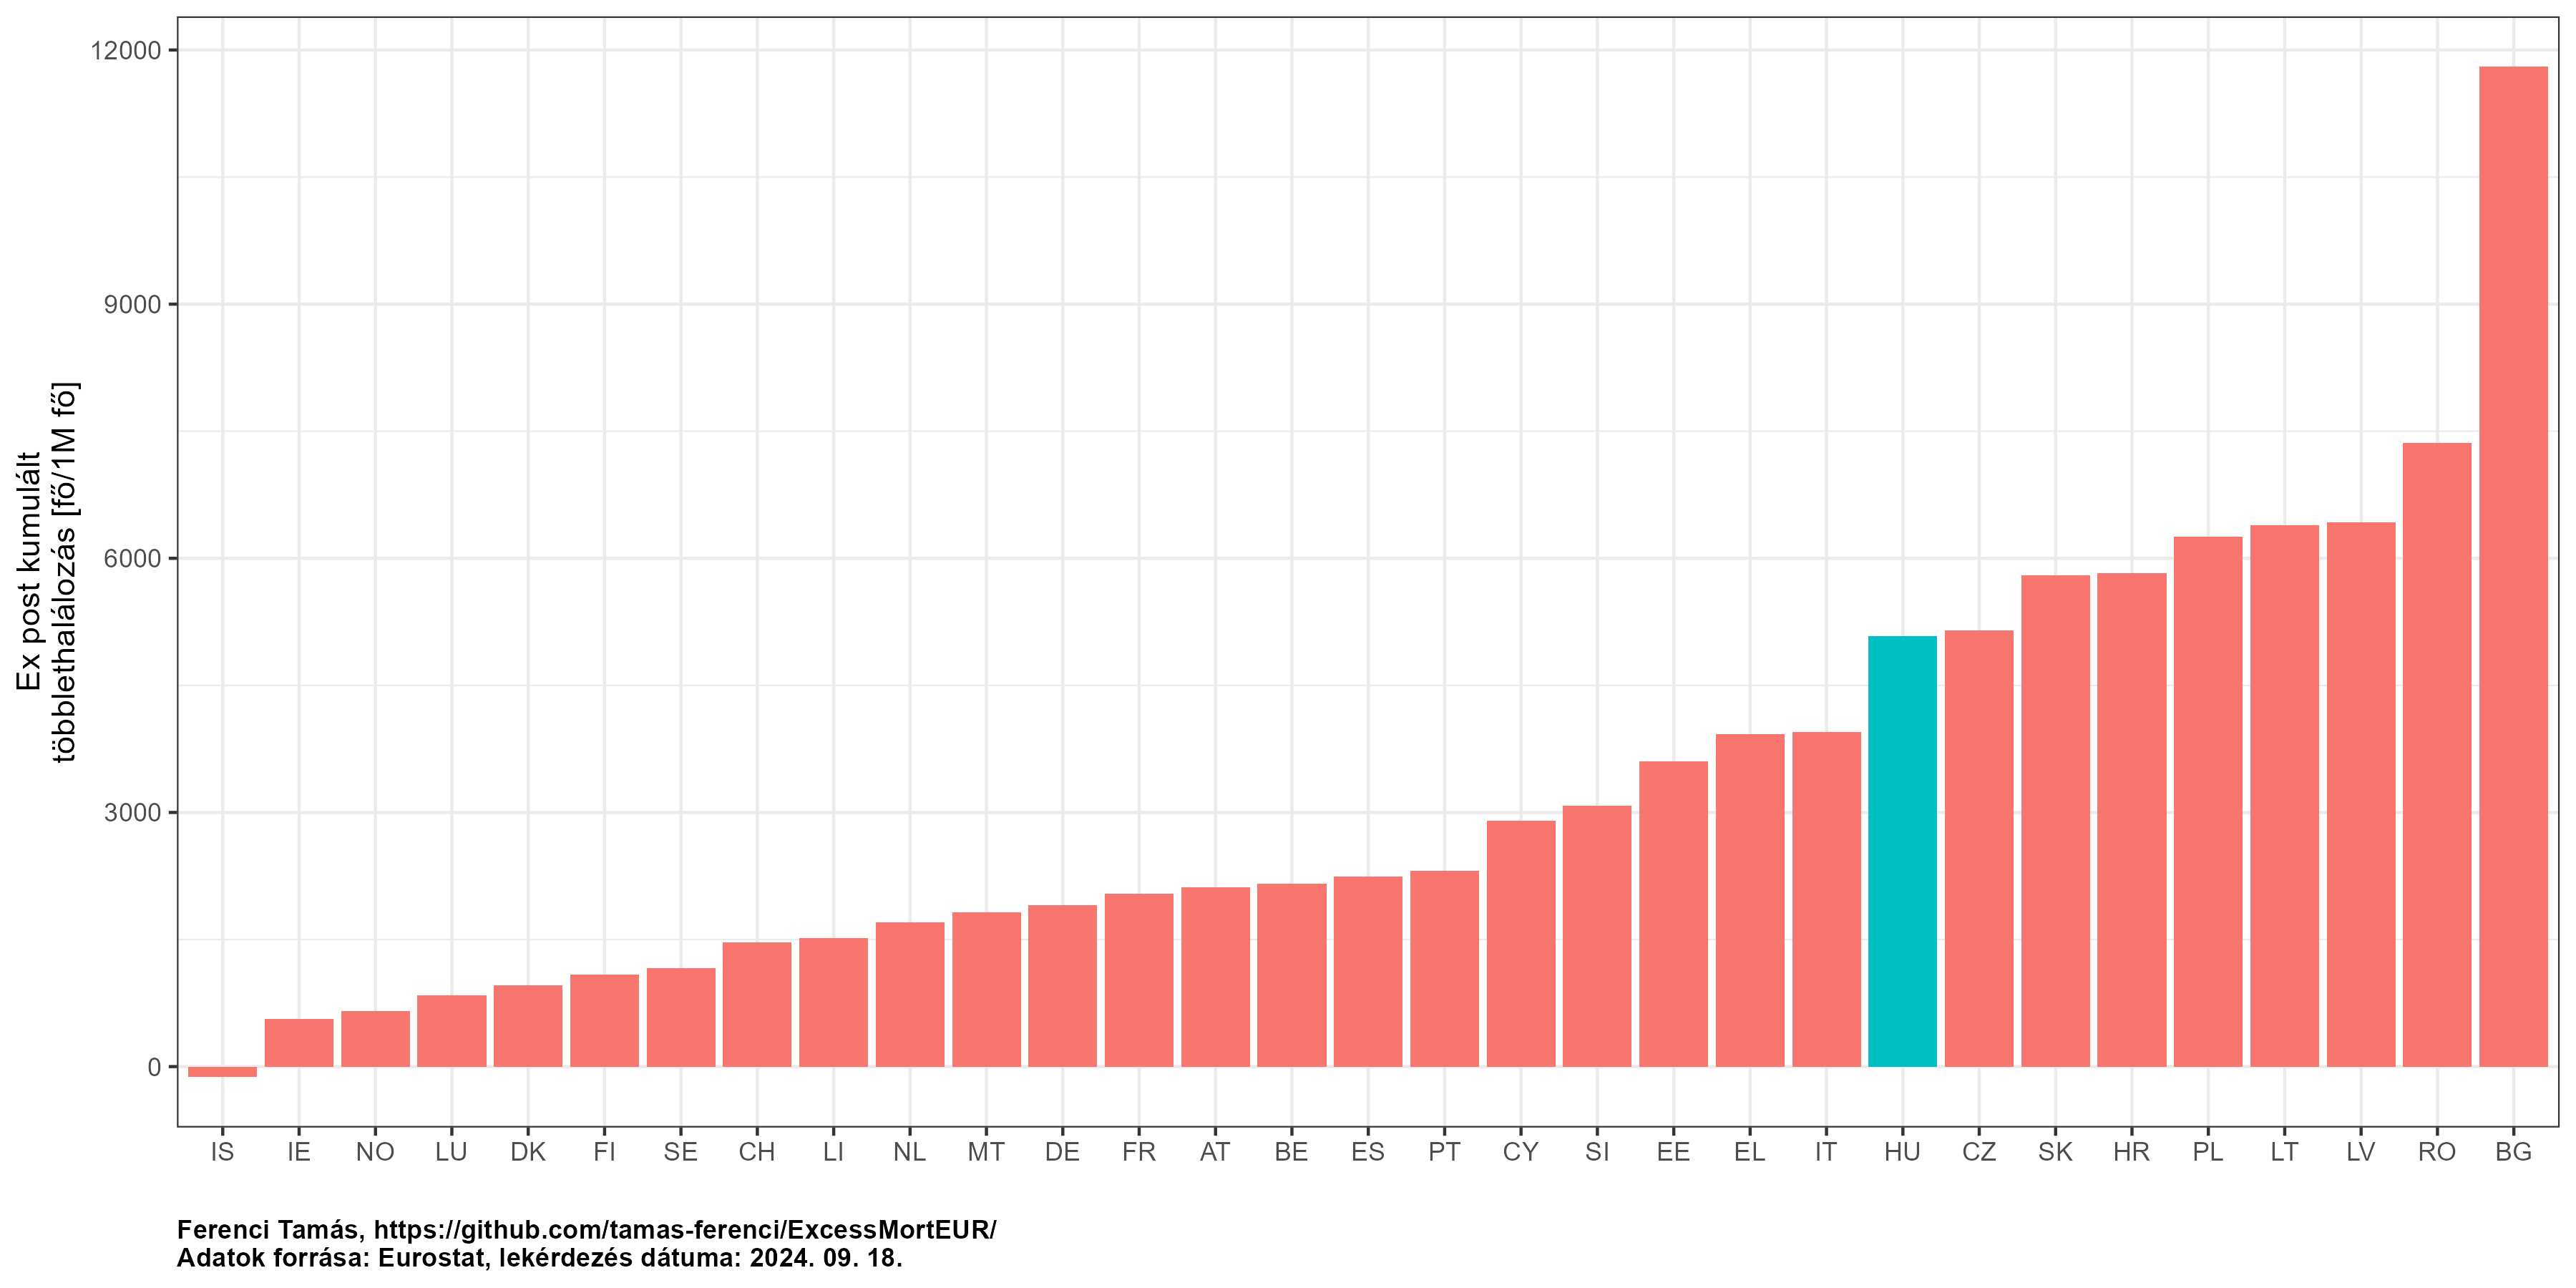 12000
9000
6000
3000
0
Ex post kumulált
többlethalálozás [fő/1M fő]
IS IE NO LU DK FI SE CH LI NL MT DE FR AT BE ES PT CY SI EE EL IT HU CZ SK HR PL LT LV RO BG
Ferenci Tamás, https://github.com/tamas-ferenci/ExcessMortEUR/
Adatok forrása: Eurostat, lekérdezés dátuma: 2024. 09. 18.